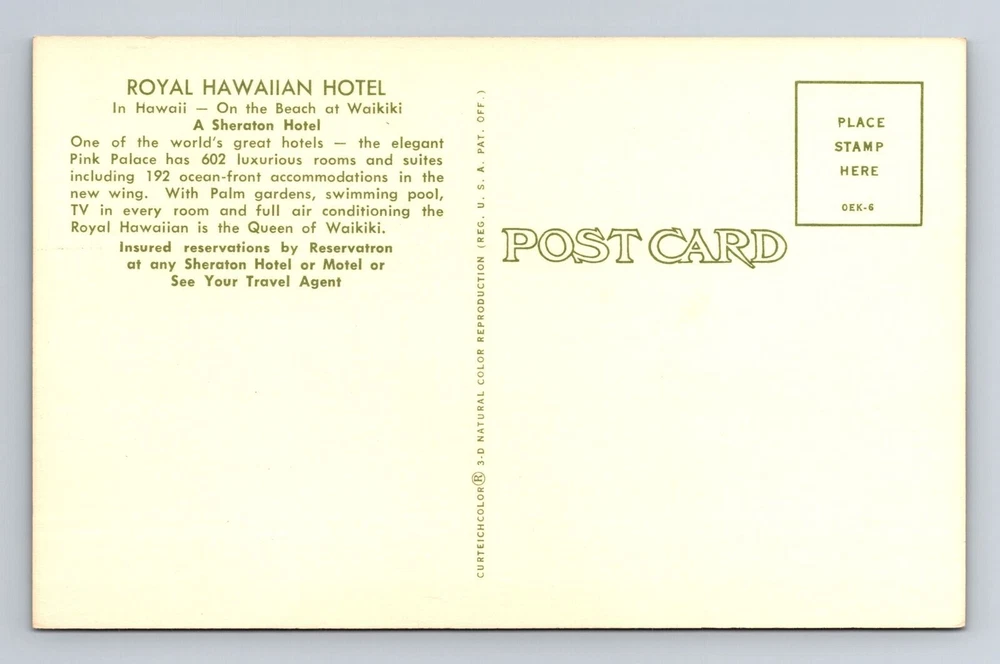 ROYAL HAWAIIAN HOTEL
In Hawaii — On the Beach at Waikiki
A Sheraton Hotel
One of the world's great hotels — the elegant
Pink Palace has 602 luxurious rooms and suites
including 192 ocean-front accommodations in the
new wing. With Palm gardens, swimming pool,
TV in every room and full air conditioning the
Royal Hawaiian is the Queen of Waikiki.
Insured reservations by Reservatron
at any Sheraton Hotel or Motel or
See Your Travel Agent
CURTEICHCOLOR® 3-D NATURAL COLOR REPRODUCTION (REG. U. S. A. PAT. OFF.)
POST CARD
PLACE
STAMP
HERE
OEK-6